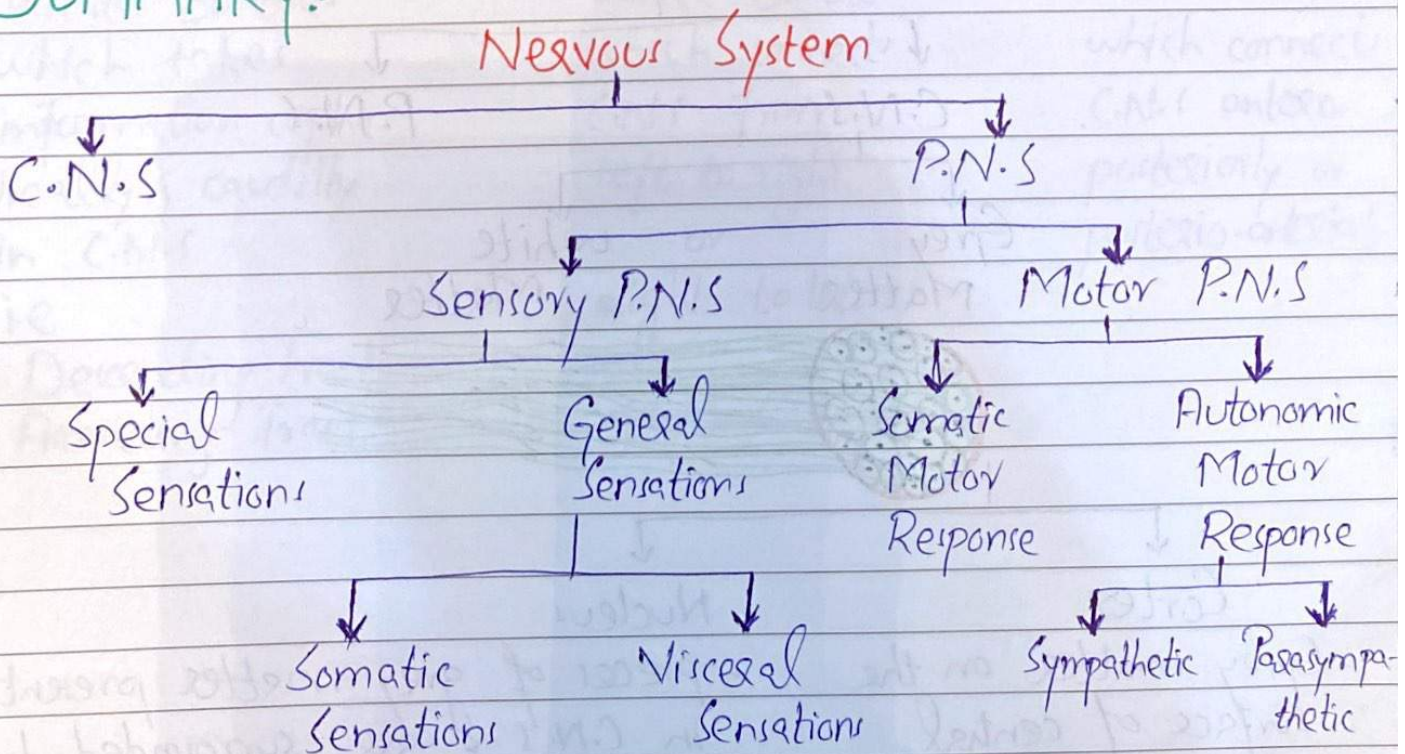 SUMMARY:
Nervous System
C.N.S
P.N.S
Sensory P.N.S
Motor P.N.S
Special
Sensations
General
Sensations
Somatic
Motor
Response
Autonomic
Motor
Response
Somatic
Sensations
Visceral
Sensations
Sympathetic
Parasympa-
thetic